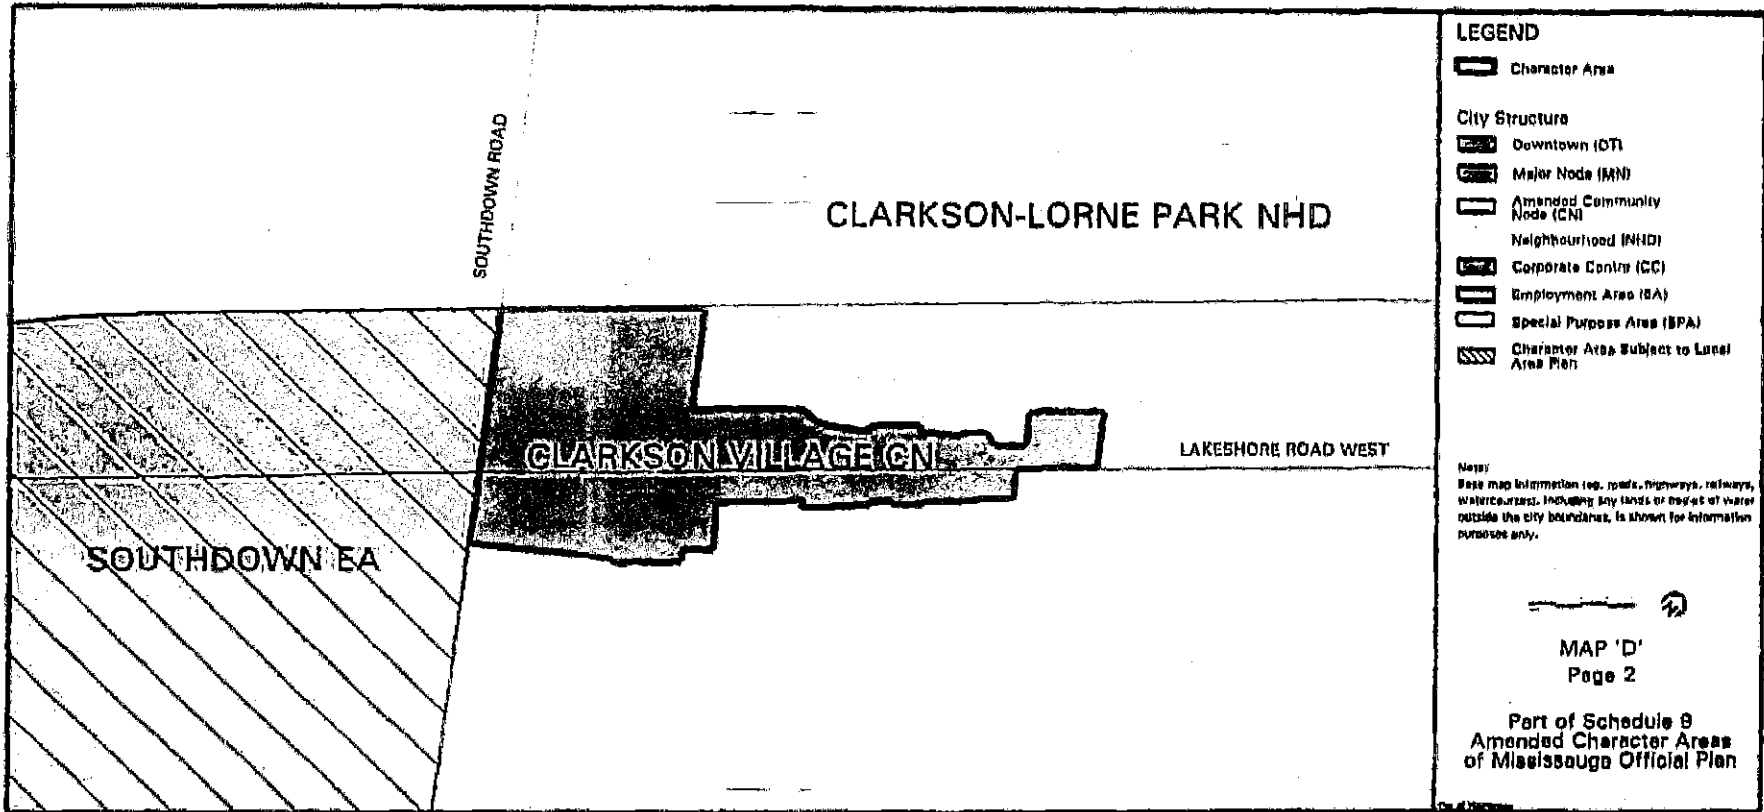 SOUTHDOWN ROAD
CLARKSON-LORNE PARK NHD
CLARKSON VILLAGE CN
LAKESHORE ROAD WEST
SOUTHDOWN EA
LEGEND
Character Area
City Structure
Downtown (DT)
Major Node (MN)
Amended Community
Node (CN)
Neighbourhood (NHD)
Corporate Centre (CC)
Employment Area (EA)
Special Purpose Area (SPA)
Character Area Subject to Local
Area Plan
Note:
Base map information (eg. roads, highways, railways,
watercourses), including any lands or bodies of water
outside the city boundaries, is shown for information
purposes only.
MAP 'D'
Page 2
Part of Schedule 9
Amended Character Areas
of Mississauga Official Plan